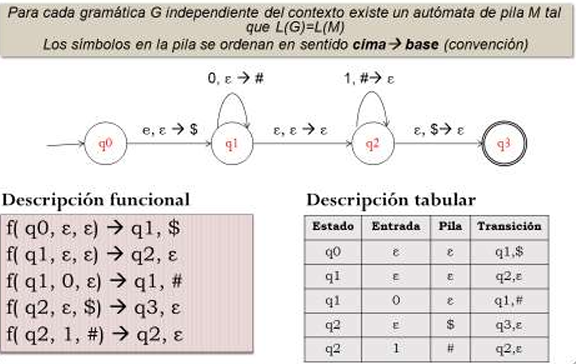 Para cada gramática G independiente del contexto existe un autómata de pila M tal
que L(G)=L(M)
Los símbolos en la pila se ordenan en sentido cima→ base (convención)
0, ε → #
1, #→ ε
e, ε → $
ε, ε → ε
ε, $→ ε
q0
q1
q2
q3
Descripción funcional
f( q0, ε, ε) → q1, $
f( q1, ε, ε) → q2, ε
f( q1, 0, ε) → q1, #
f( q2, ε, $) → q3, ε
f( q2, 1, #) → q2, ε
Descripción tabular
Estado Entrada Pila Transición
q0 ε ε q1,$
q1 ε ε q2,ε
q1 0 ε q1,#
q2 ε $ q3,ε
q2 1 # q2,ε